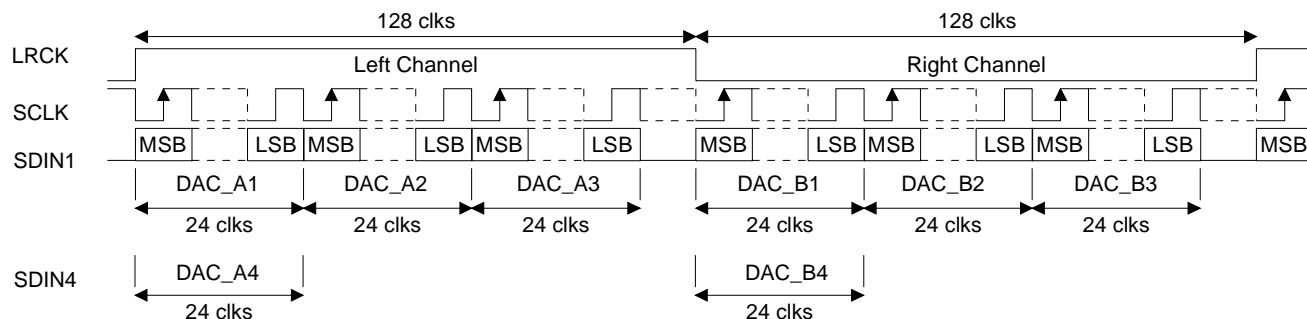 128 clks 128 clks
LRCK Left Channel Right Channel
SCLK
SDIN1 MSB LSB MSB LSB MSB LSB MSB LSB MSB LSB MSB LSB MSB
DAC_A1 DAC_A2 DAC_A3 DAC_B1 DAC_B2 DAC_B3
24 clks 24 clks 24 clks 24 clks 24 clks 24 clks
SDIN4 DAC_A4 DAC_B4
24 clks 24 clks